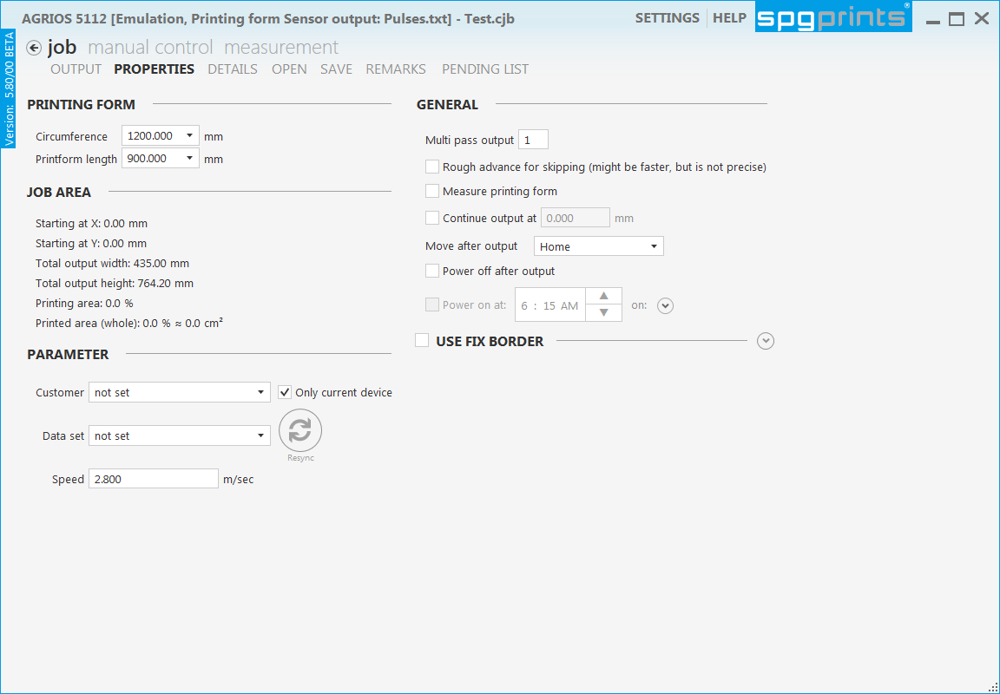 AGRIOS 5112 [Emulation, Printing form Sensor output: Pulses.txt] - Test.cjb
SETTINGS HELP spgprints®
Version: 5.80/00 BETA
job manual control measurement
OUTPUT PROPERTIES DETAILS OPEN SAVE REMARKS PENDING LIST
PRINTING FORM
Circumference 1200.000 mm
Printform length 900.000 mm
JOB AREA
Starting at X: 0.00 mm
Starting at Y: 0.00 mm
Total output width: 435.00 mm
Total output height: 764.20 mm
Printing area: 0.0 %
Printed area (whole): 0.0 % ≈ 0.0 cm²
PARAMETER
Customer not set Only current device
Data set not set
Resync
Speed 2.800 m/sec
GENERAL
Multi pass output 1
Rough advance for skipping (might be faster, but is not precise)
Measure printing form
Continue output at 0.000 mm
Move after output Home
Power off after output
Power on at: 6 : 15 AM on:
USE FIX BORDER